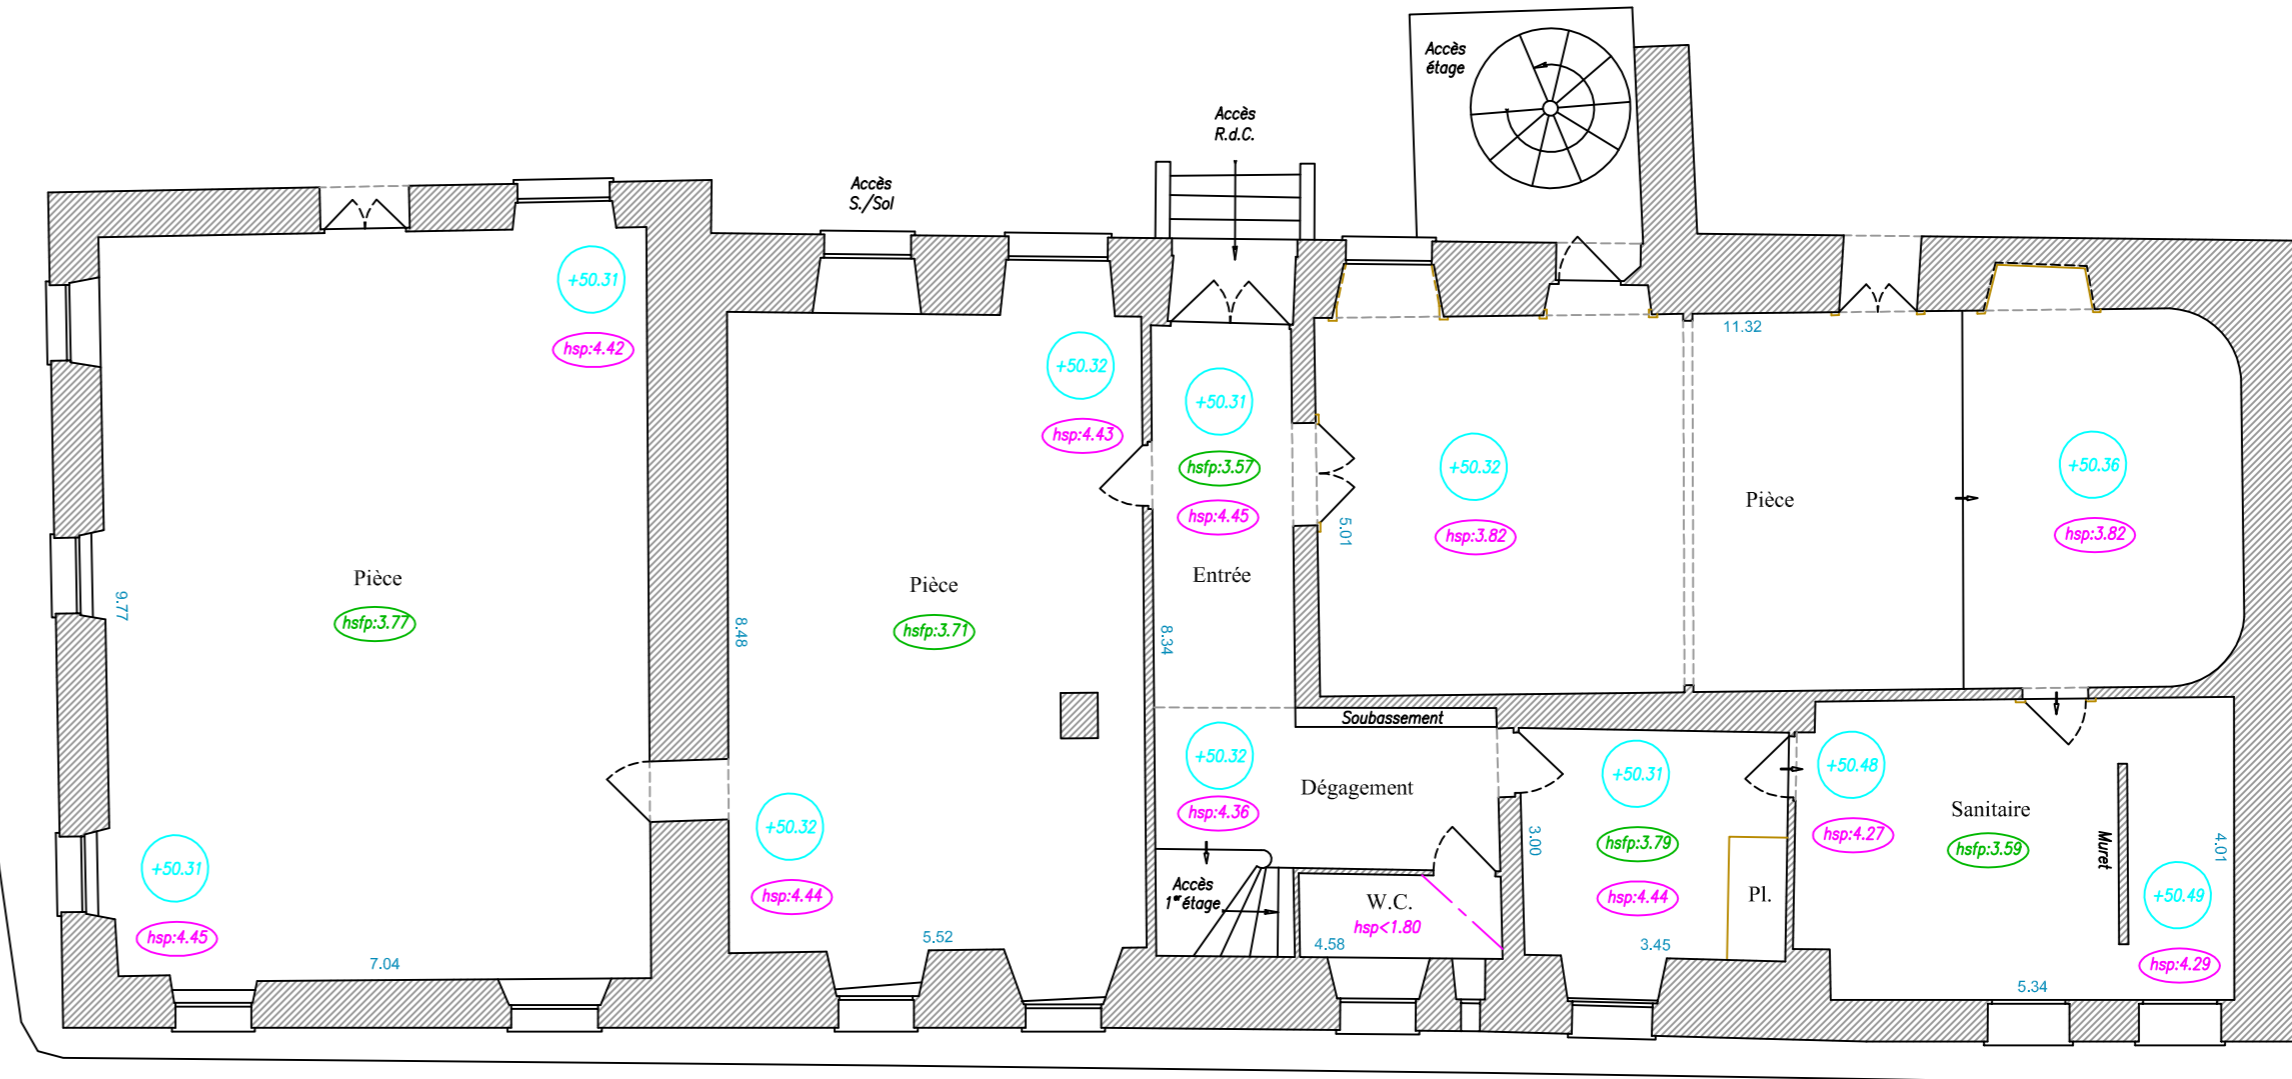 Accès
étage
Accès
R.d.C.
Accès
S./Sol
+50.31
hsp:4.42
Pièce
hsfp:3.77
9.77
+50.31
hsp:4.45
7.04
+50.32
hsp:4.43
Pièce
hsfp:3.71
8.48
+50.32
hsp:4.44
5.52
+50.31
hsfp:3.57
hsp:4.45
Entrée
8.34
+50.32
hsp:4.36
Soubassement
Dégagement
Accès
1er étage
W.C.
hsp<1.80
4.58
11.32
+50.32
hsp:3.82
5.01
Pièce
+50.36
hsp:3.82
+50.31
hsfp:3.79
hsp:4.44
3.00
Pl.
3.45
+50.48
hsp:4.27
Sanitaire
hsfp:3.59
Muret
4.01
+50.49
hsp:4.29
5.34